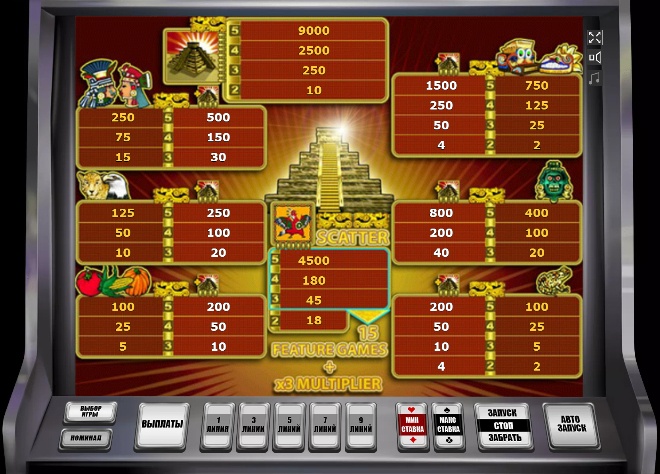 5 9000
4 2500
3 250
2 10
250 5 500
75 4 150
15 3 30
1500 5 750
250 4 125
50 3 25
4 2 2
125 5 250
50 4 100
10 3 20
800 5 400
200 4 100
40 3 20
SCATTER
5 4500
4 180
3 45
2 18
100 5 200
25 4 50
5 3 10
200 5 100
50 4 25
10 3 5
4 2 2
15
FEATURE GAMES
+
x3 MULTIPLIER
ВЫБОР
ИГРЫ
НОМИНАЛ
ВЫПЛАТЫ
1
ЛИНИЯ
3
ЛИНИИ
5
ЛИНИЙ
7
ЛИНИЙ
9
ЛИНИЙ
МИН
СТАВКА
МАКС
СТАВКА
ЗАПУСК
СТОП
ЗАБРАТЬ
АВТО
ЗАПУСК